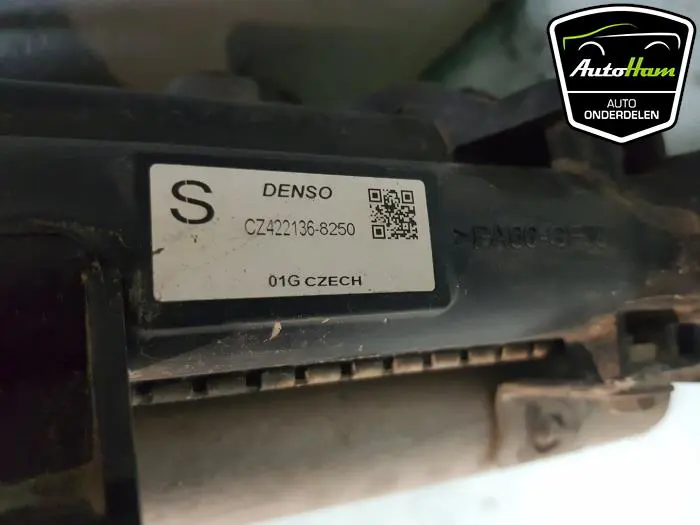 AutoHam
AUTO
ONDERDELEN
S
DENSO
CZ422136-8250
01G CZECH